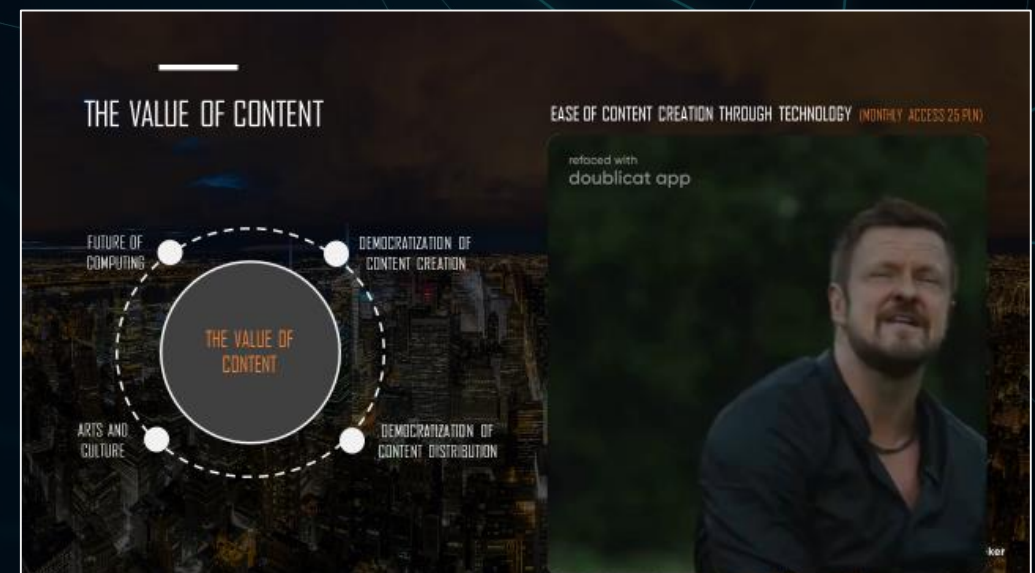 THE VALUE OF CONTENT
EASE OF CONTENT CREATION THROUGH TECHNOLOGY (MONTHLY ACCESS 25 PLN)
refaced with
doublicat app
FUTURE OF
COMPUTING
DEMOCRATIZATION OF
CONTENT CREATION
THE VALUE OF
CONTENT
ARTS AND
CULTURE
DEMOCRATIZATION OF
CONTENT DISTRIBUTION
ker